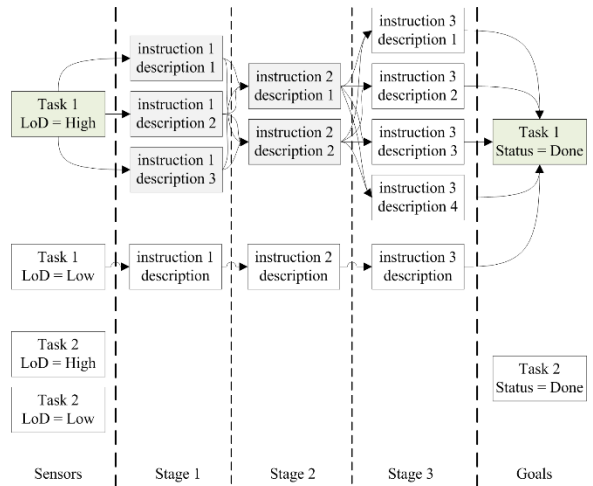 instruction 1
description 1
instruction 1
description 2
instruction 1
description 3
instruction 2
description 1
instruction 2
description 2
instruction 3
description 1
instruction 3
description 2
instruction 3
description 3
instruction 3
description 4
Task 1
LoD = High
Task 1
Status = Done
Task 1
LoD = Low
instruction 1
description
instruction 2
description
instruction 3
description
Task 2
LoD = High
Task 2
LoD = Low
Task 2
Status = Done
Sensors
Stage 1
Stage 2
Stage 3
Goals